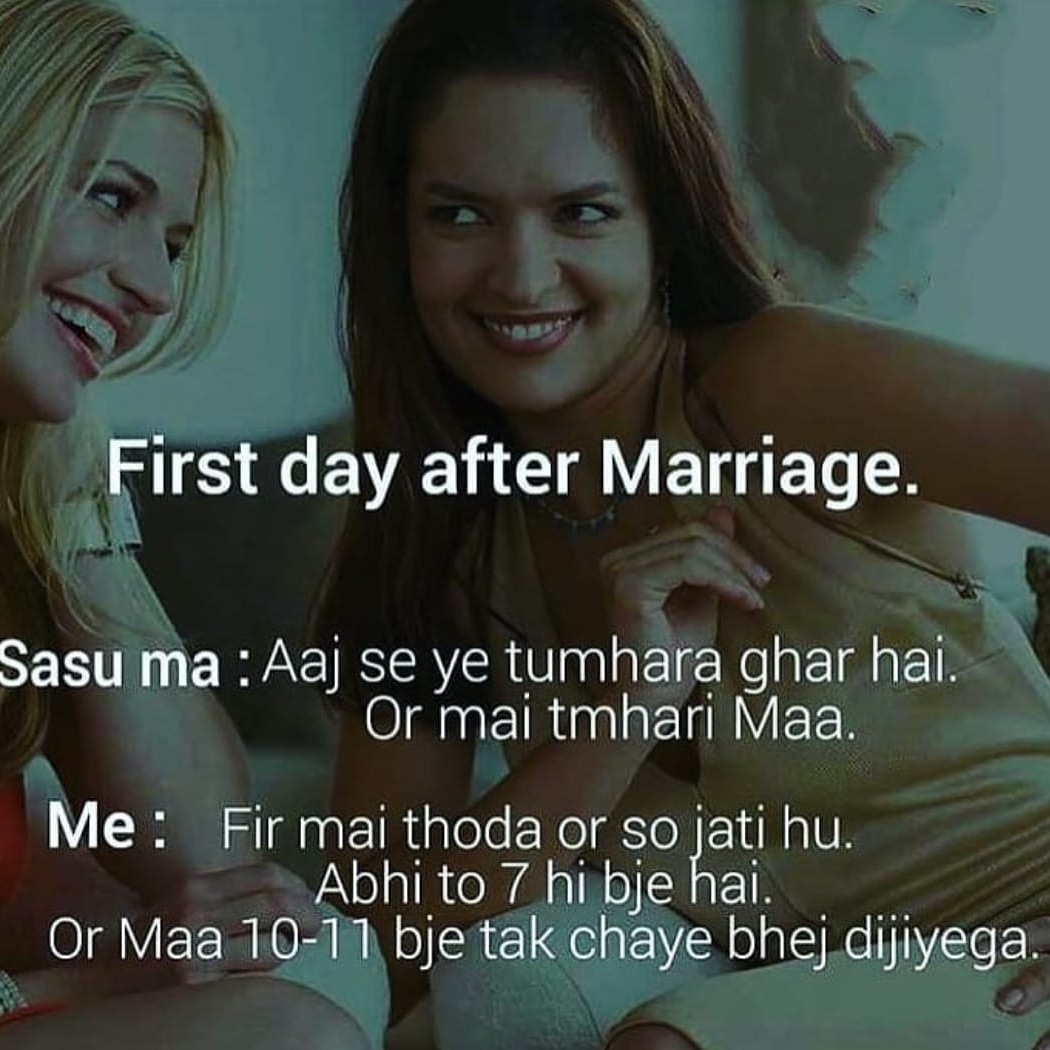 First day after Marriage.
Sasu ma : Aaj se ye tumhara ghar hai.
Or mai tmhari Maa.
Me : Fir mai thoda or so jati hu.
Abhi to 7 hi bje hai.
Or Maa 10-11 bje tak chaye bhej dijiyega.